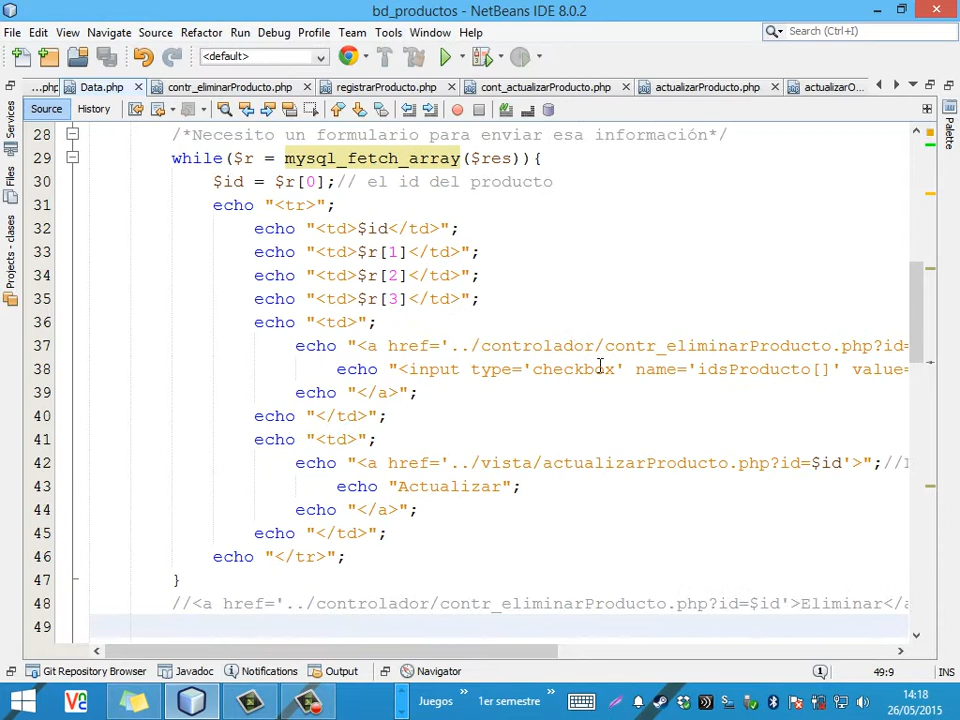 bd_productos - NetBeans IDE 8.0.2
File Edit View Navigate Source Refactor Run Debug Profile Team Tools Window Help
Search (Ctrl+I)
<default>
...php Data.php contr_eliminarProducto.php registrarProducto.php cont_actualizarProducto.php actualizarProducto.php actualizarO...
Source History
Services
Files
Projects - clases
Palette
28 /*Necesito un formulario para enviar esa información*/
29 while($r = mysql_fetch_array($res)){
30 $id = $r[0];// el id del producto
31 echo "<tr>";
32 echo "<td>$id</td>";
33 echo "<td>$r[1]</td>";
34 echo "<td>$r[2]</td>";
35 echo "<td>$r[3]</td>";
36 echo "<td>";
37 echo "<a href='../controlador/contr_eliminarProducto.php?id=
38 echo "<input type='checkbox' name='idsProducto[]' value=
39 echo "</a>";
40 echo "</td>";
41 echo "<td>";
42 echo "<a href='../vista/actualizarProducto.php?id=$id'>";//
43 echo "Actualizar";
44 echo "</a>";
45 echo "</td>";
46 echo "</tr>";
47 }
48 //<a href='../controlador/contr_eliminarProducto.php?id=$id'>Eliminar</a
49
Git Repository Browser Javadoc Notifications Output Navigator
49:9 INS
Juegos 1er semestre
14:18
26/05/2015